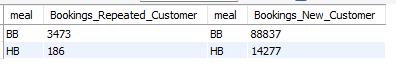 meal Bookings_Repeated_Customer meal Bookings_New_Customer
BB 3473 BB 88837
HB 186 HB 14277